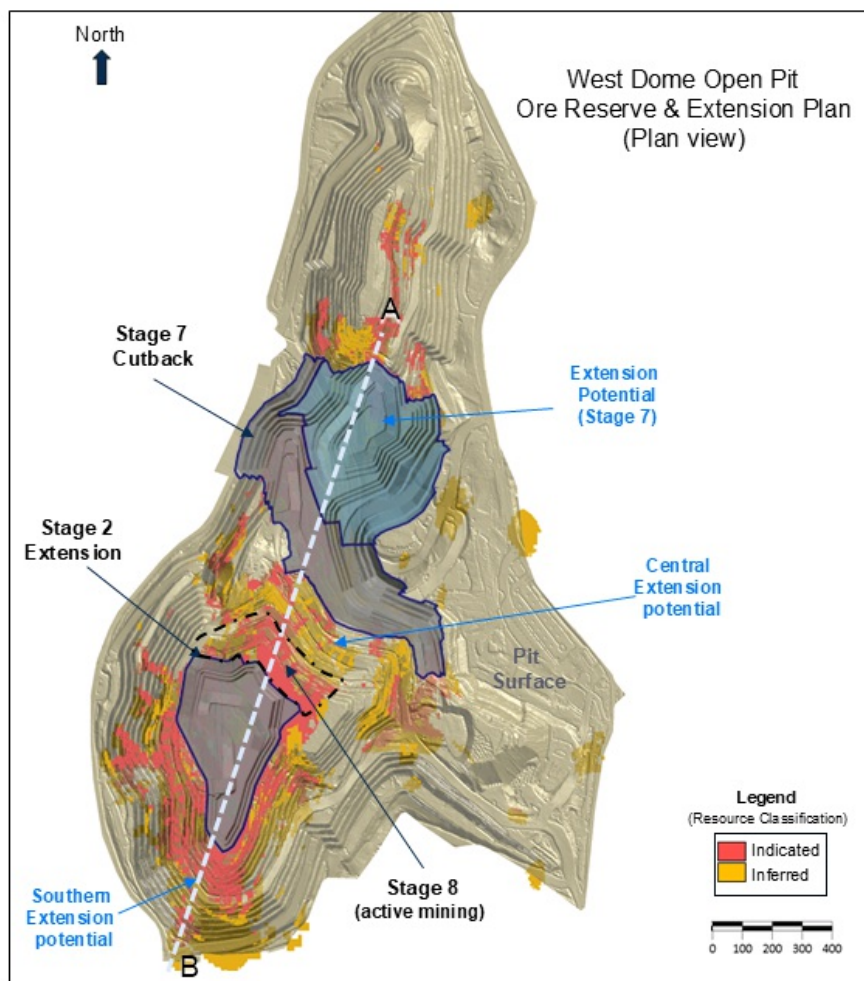 North
West Dome Open Pit
Ore Reserve & Extension Plan
(Plan view)
A
Stage 7
Cutback
Extension
Potential
(Stage 7)
Stage 2
Extension
Central
Extension
potential
Pit
Surface
Legend
(Resource Classification)
Indicated
Inferred
Stage 8
(active mining)
Southern
Extension
potential
B
0 100 200 300 400